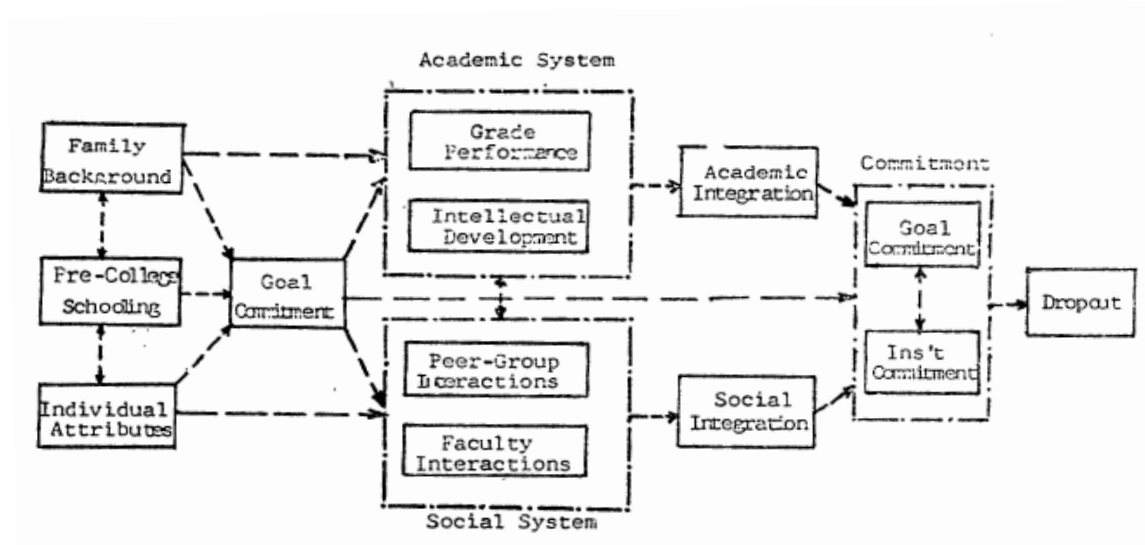 Academic System
Grade
Performance
Intellectual
Development
Family
Background
Pre-College
Schooling
Individual
Attributes
Goal
Commitment
Peer-Group
Interactions
Faculty
Interactions
Social System
Academic
Integration
Social
Integration
Commitment
Goal
Commitment
Ins't
Commitment
Dropout